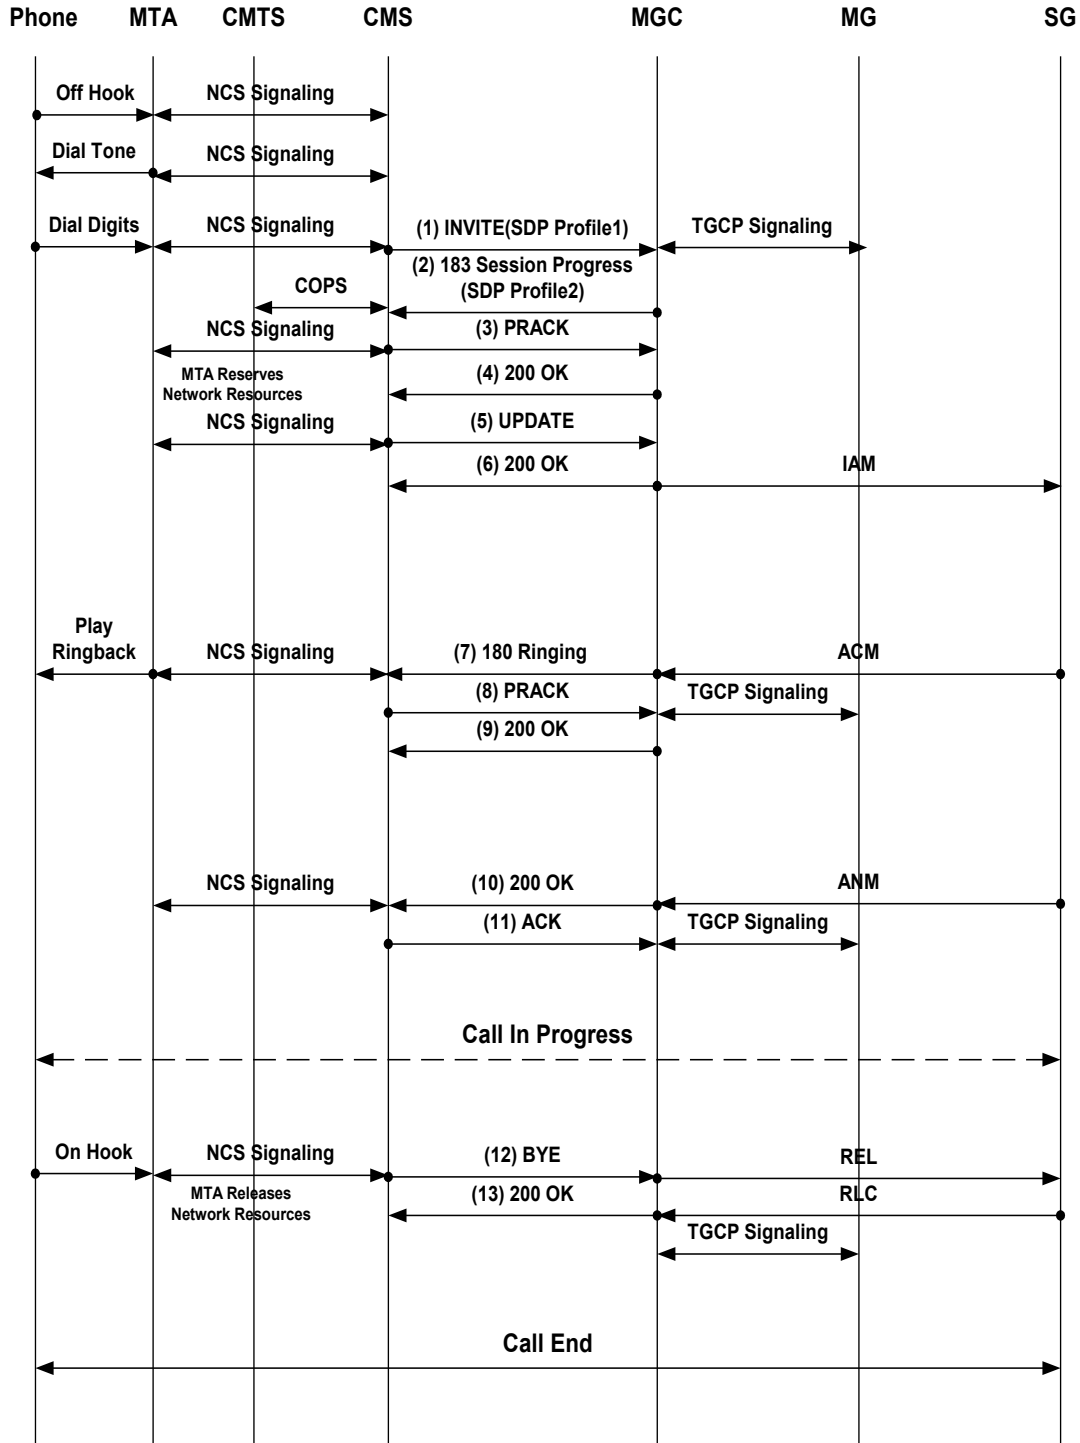 Phone MTA CMTS CMS MGC MG SG
Off Hook NCS Signaling
Dial Tone NCS Signaling
Dial Digits NCS Signaling (1) INVITE(SDP Profile1) TGCP Signaling
(2) 183 Session Progress
(SDP Profile2)
COPS
NCS Signaling (3) PRACK
MTA Reserves
Network Resources
(4) 200 OK
NCS Signaling (5) UPDATE
(6) 200 OK IAM
Play
Ringback NCS Signaling (7) 180 Ringing ACM
(8) PRACK TGCP Signaling
(9) 200 OK
NCS Signaling (10) 200 OK ANM
(11) ACK TGCP Signaling
Call In Progress
On Hook NCS Signaling (12) BYE REL
MTA Releases
Network Resources
(13) 200 OK RLC
TGCP Signaling
Call End